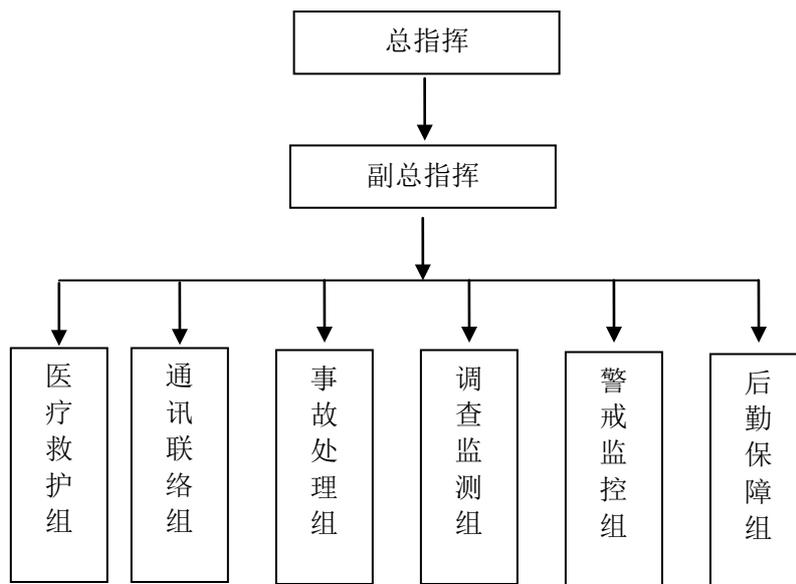 总指挥
副总指挥
医疗救护组
通讯联络组
事故处理组
调查监测组
警戒监控组
后勤保障组